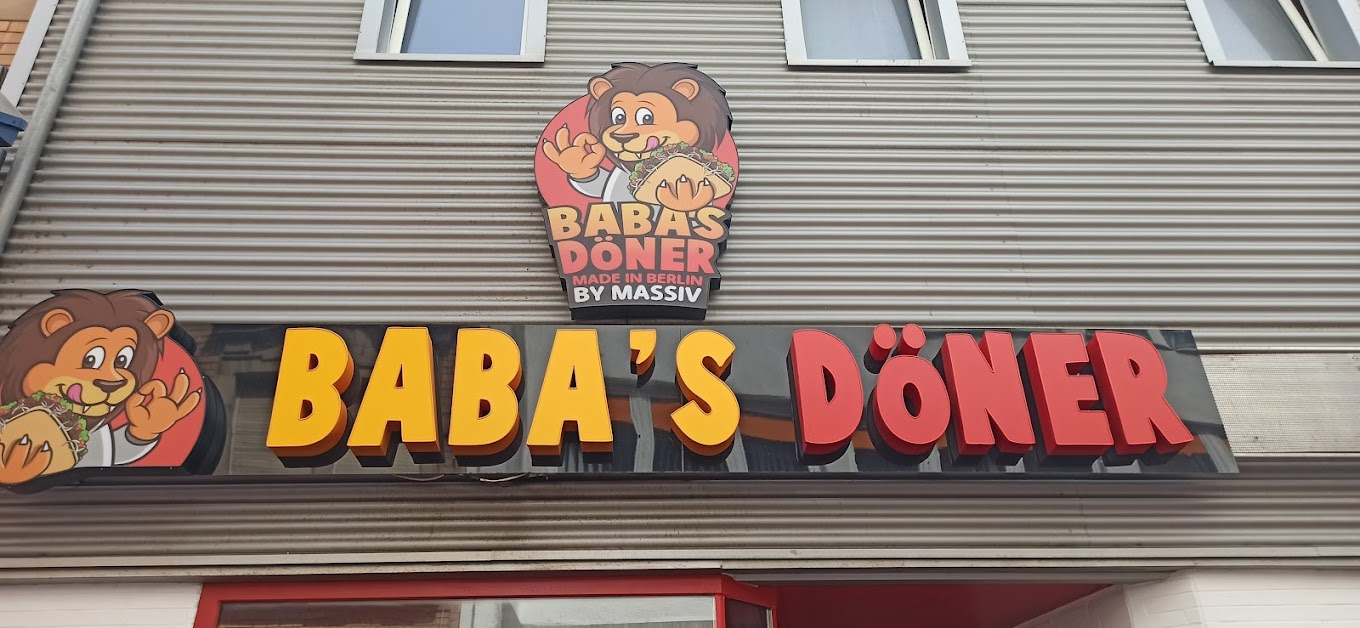 BABA'S
DÖNER
MADE IN BERLIN
BY MASSIV
BABA'S DÖNER